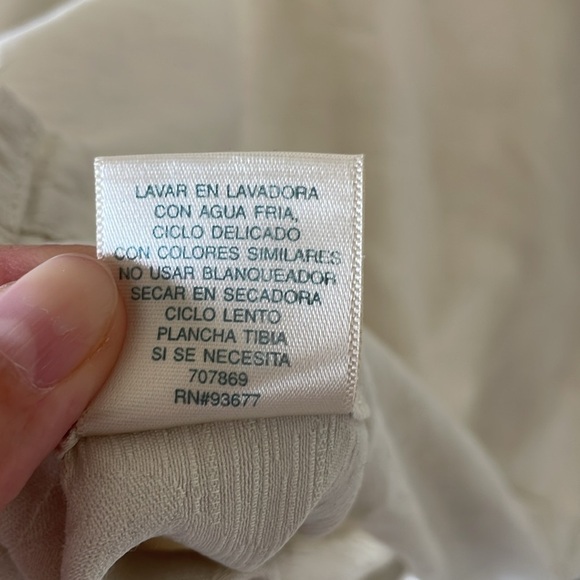 LAVAR EN LAVADORA
CON AGUA FRIA,
CICLO DELICADO
CON COLORES SIMILARES
NO USAR BLANQUEADOR
SECAR EN SECADORA
CICLO LENTO
PLANCHA TIBIA
SI SE NECESITA
707869
RN#93677